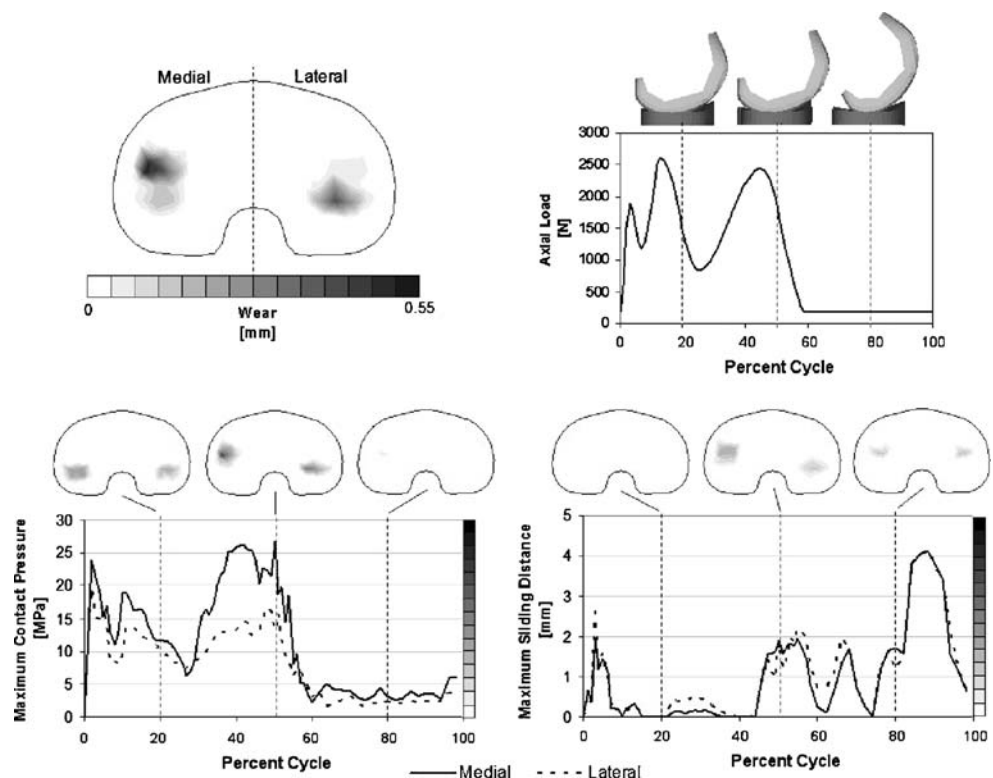 Medial Lateral
0 0.55
Wear
[mm]
3000
2500
2000
1500
1000
500
0
Axial Load
[N]
0 20 40 60 80 100
Percent Cycle
30
25
20
15
10
5
0
Maximum Contact Pressure
[MPa]
0 20 40 60 80 100
Percent Cycle
5
4
3
2
1
0
Maximum Sliding Distance
[mm]
0 20 40 60 80 100
Percent Cycle
Medial Lateral